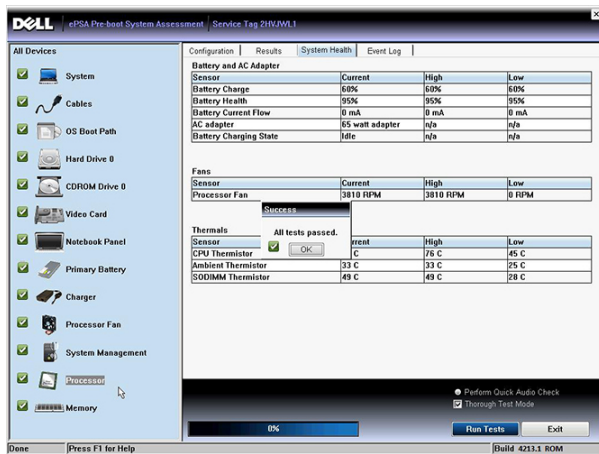 DELL ePSA Pre-boot System Assessment Service Tag 2HVJWL1
All Devices
System
Cables
OS Boot Path
Hard Drive 0
CDROM Drive 0
Video Card
Notebook Panel
Primary Battery
Charger
Processor Fan
System Management
Processor
Memory
Configuration Results System Health Event Log
Battery and AC Adapter
Sensor Current High Low
Battery Charge 60% 60% 60%
Battery Health 95% 95% 95%
Battery Current Flow 0 mA 0 mA 0 mA
AC adapter 65 watt adapter n/a n/a
Battery Charging State Idle n/a n/a
Fans
Sensor Current High Low
Processor Fan 3810 RPM 3810 RPM 0 RPM
Success
All tests passed.
OK
Thermals
Sensor rrent High Low
CPU Thermistor C 76 C 45 C
Ambient Thermistor 33 C 33 C 25 C
SODIMM Thermistor 49 C 49 C 28 C
Perform Quick Audio Check
Thorough Test Mode
0% Run Tests Exit
Done Press F1 for Help Build 4213.1 ROM